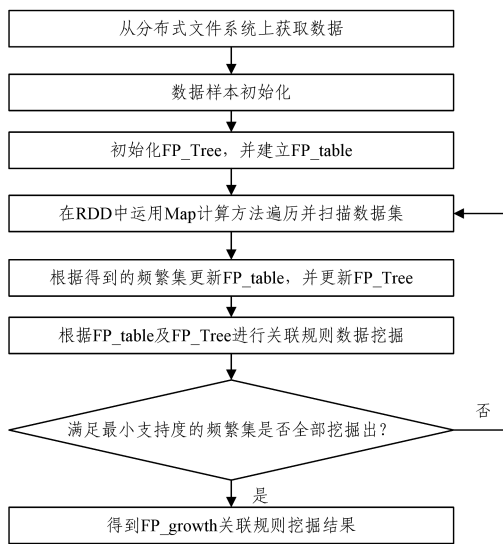 从分布式文件系统上获取数据
数据样本初始化
初始化FP_Tree，并建立FP_table
在RDD中运用Map计算方法遍历并扫描数据集
根据得到的频繁集更新FP_table，并更新FP_Tree
根据FP_table及FP_Tree进行关联规则数据挖掘
满足最小支持度的频繁集是否全部挖掘出？
否
是
得到FP_growth关联规则挖掘结果